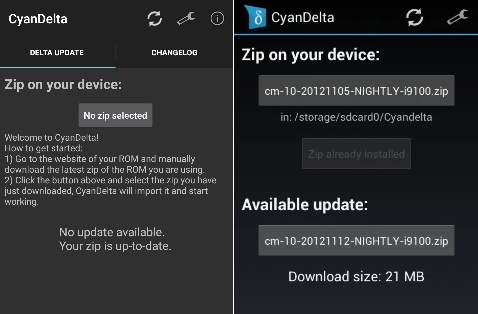 CyanDelta
DELTA UPDATE
CHANGELOG
Zip on your device:
No zip selected
Welcome to CyanDelta!
How to get started:
1) Go to the website of your ROM and manually
download the latest zip of the ROM you are using.
2) Click the button above and select the zip you have
just downloaded, CyanDelta will import it and start
working.
No update available.
Your zip is up-to-date.
CyanDelta
Zip on your device:
cm-10-20121105-NIGHTLY-i9100.zip
in: /storage/sdcard0/Cyandelta
Zip already installed
Available update:
cm-10-20121112-NIGHTLY-i9100.zip
Download size: 21 MB